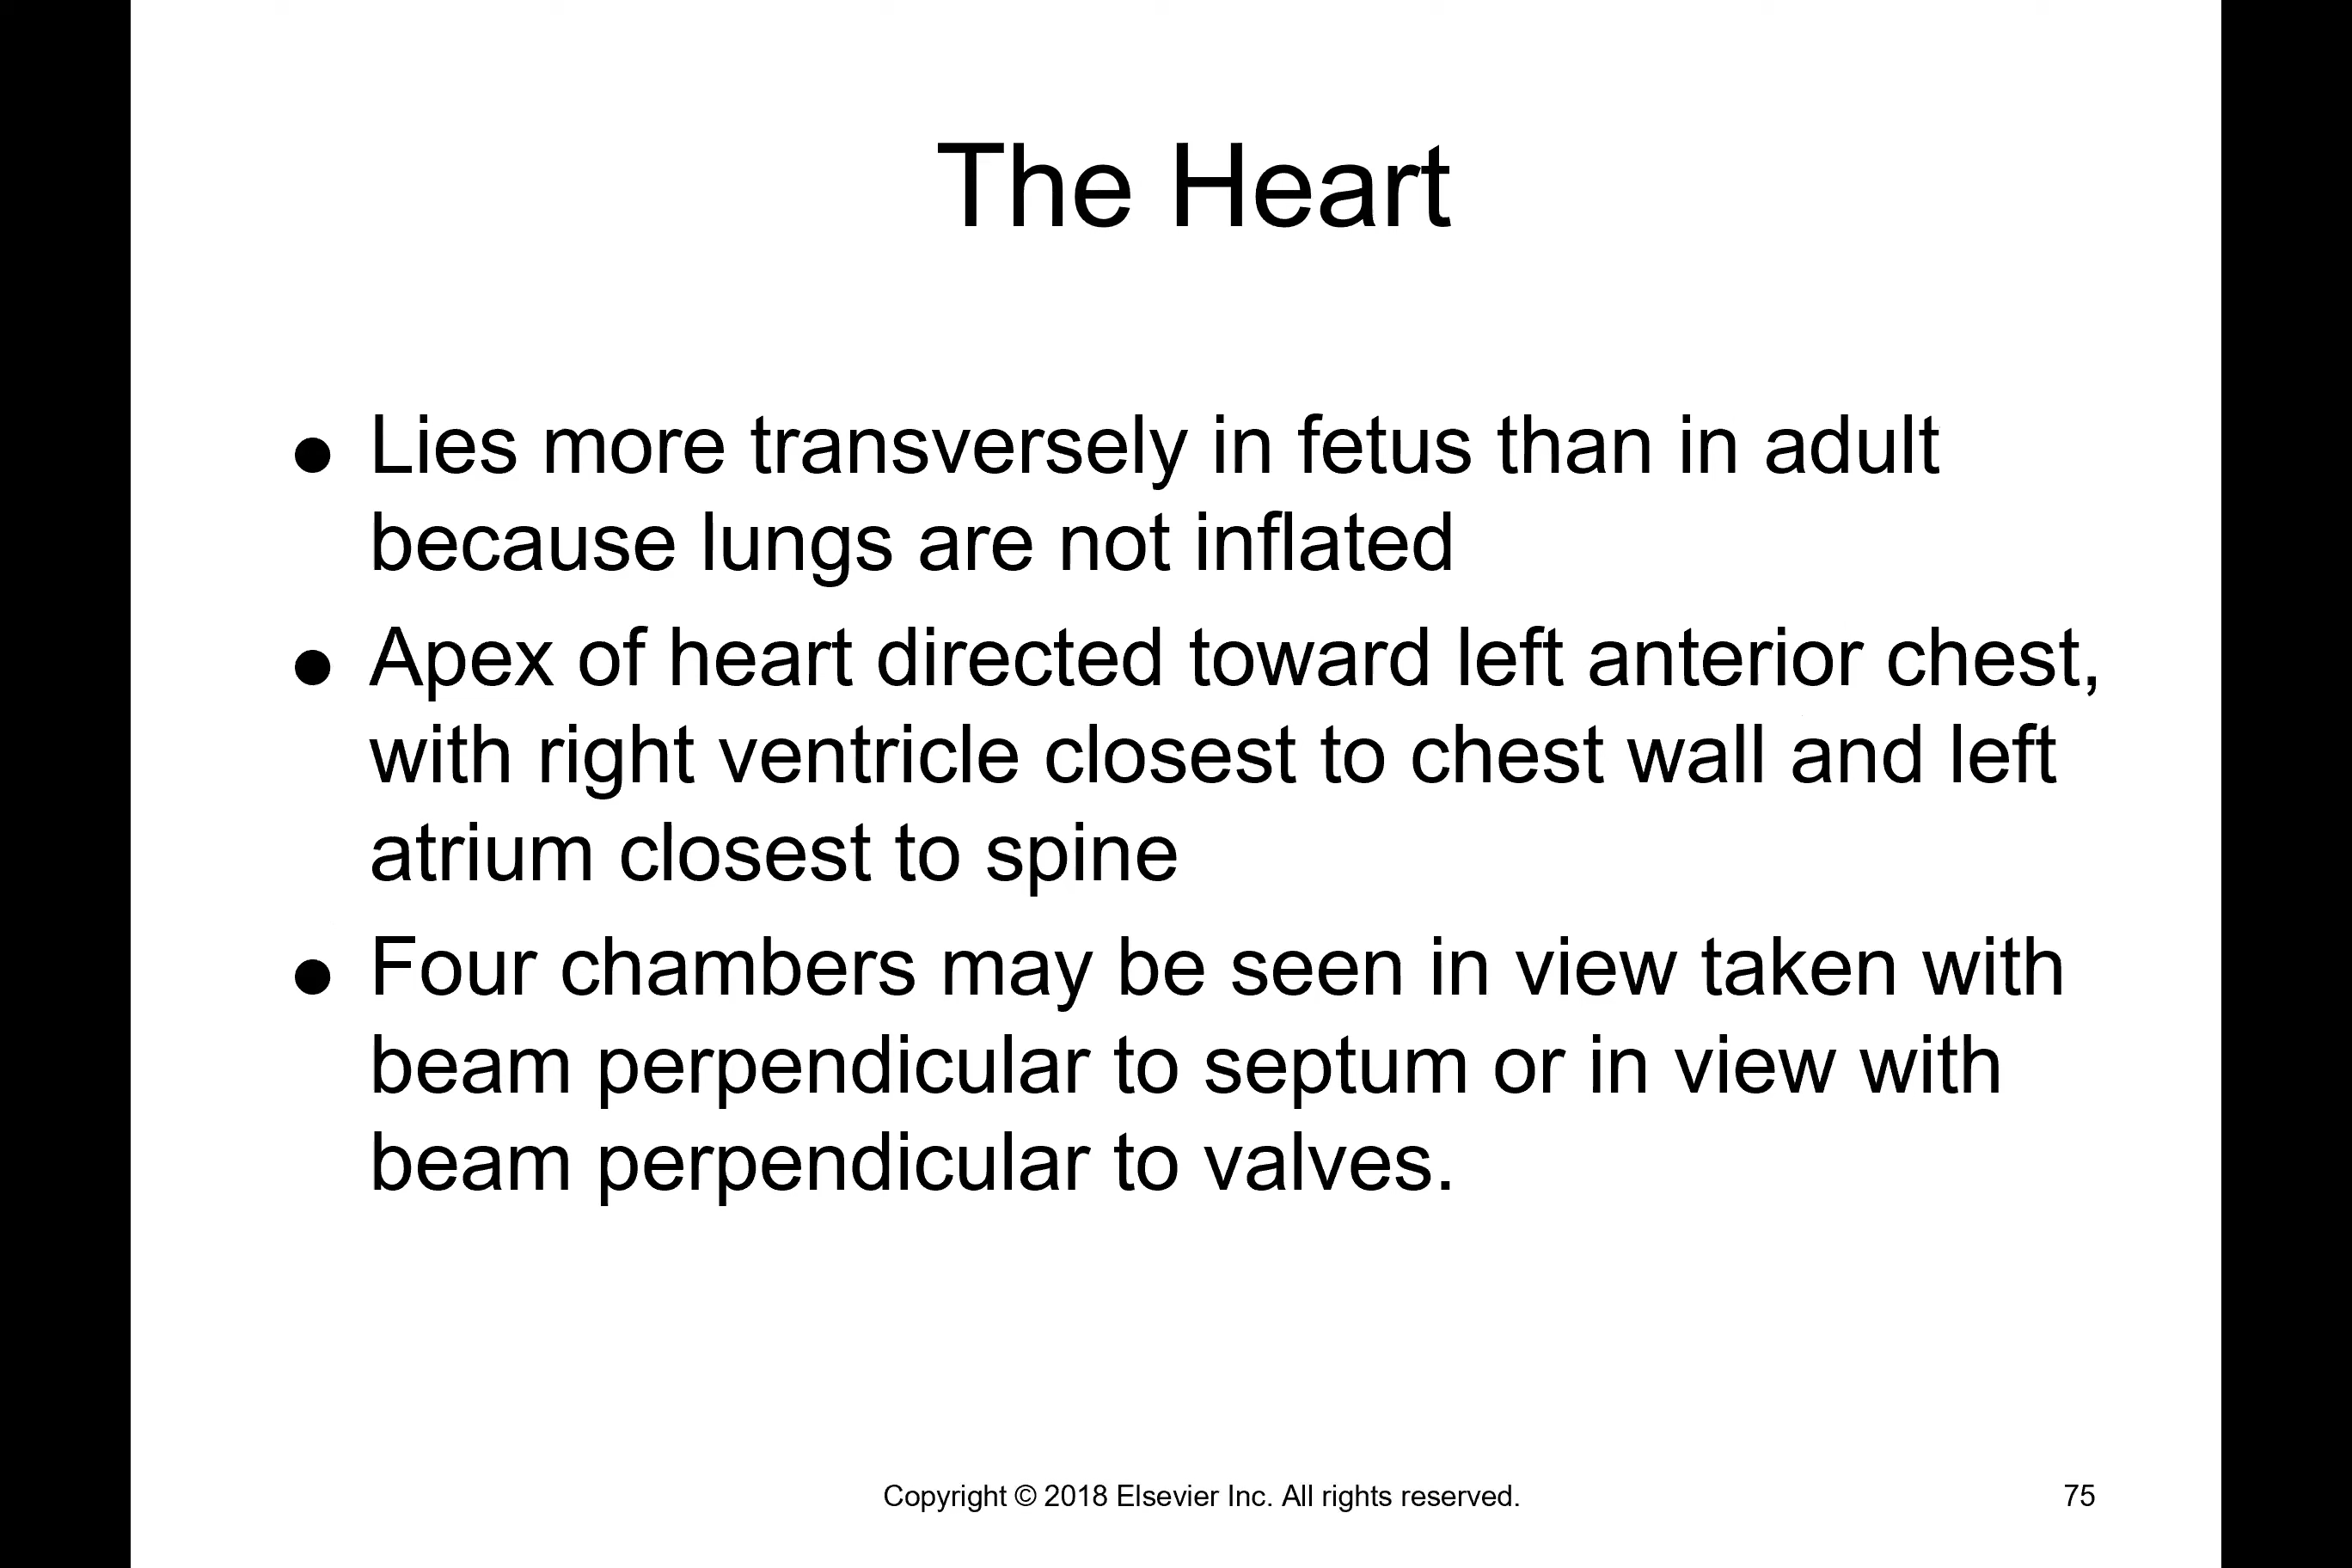 The Heart
● Lies more transversely in fetus than in adult
because lungs are not inflated
● Apex of heart directed toward left anterior chest,
with right ventricle closest to chest wall and left
atrium closest to spine
● Four chambers may be seen in view taken with
beam perpendicular to septum or in view with
beam perpendicular to valves.
Copyright © 2018 Elsevier Inc. All rights reserved.
75